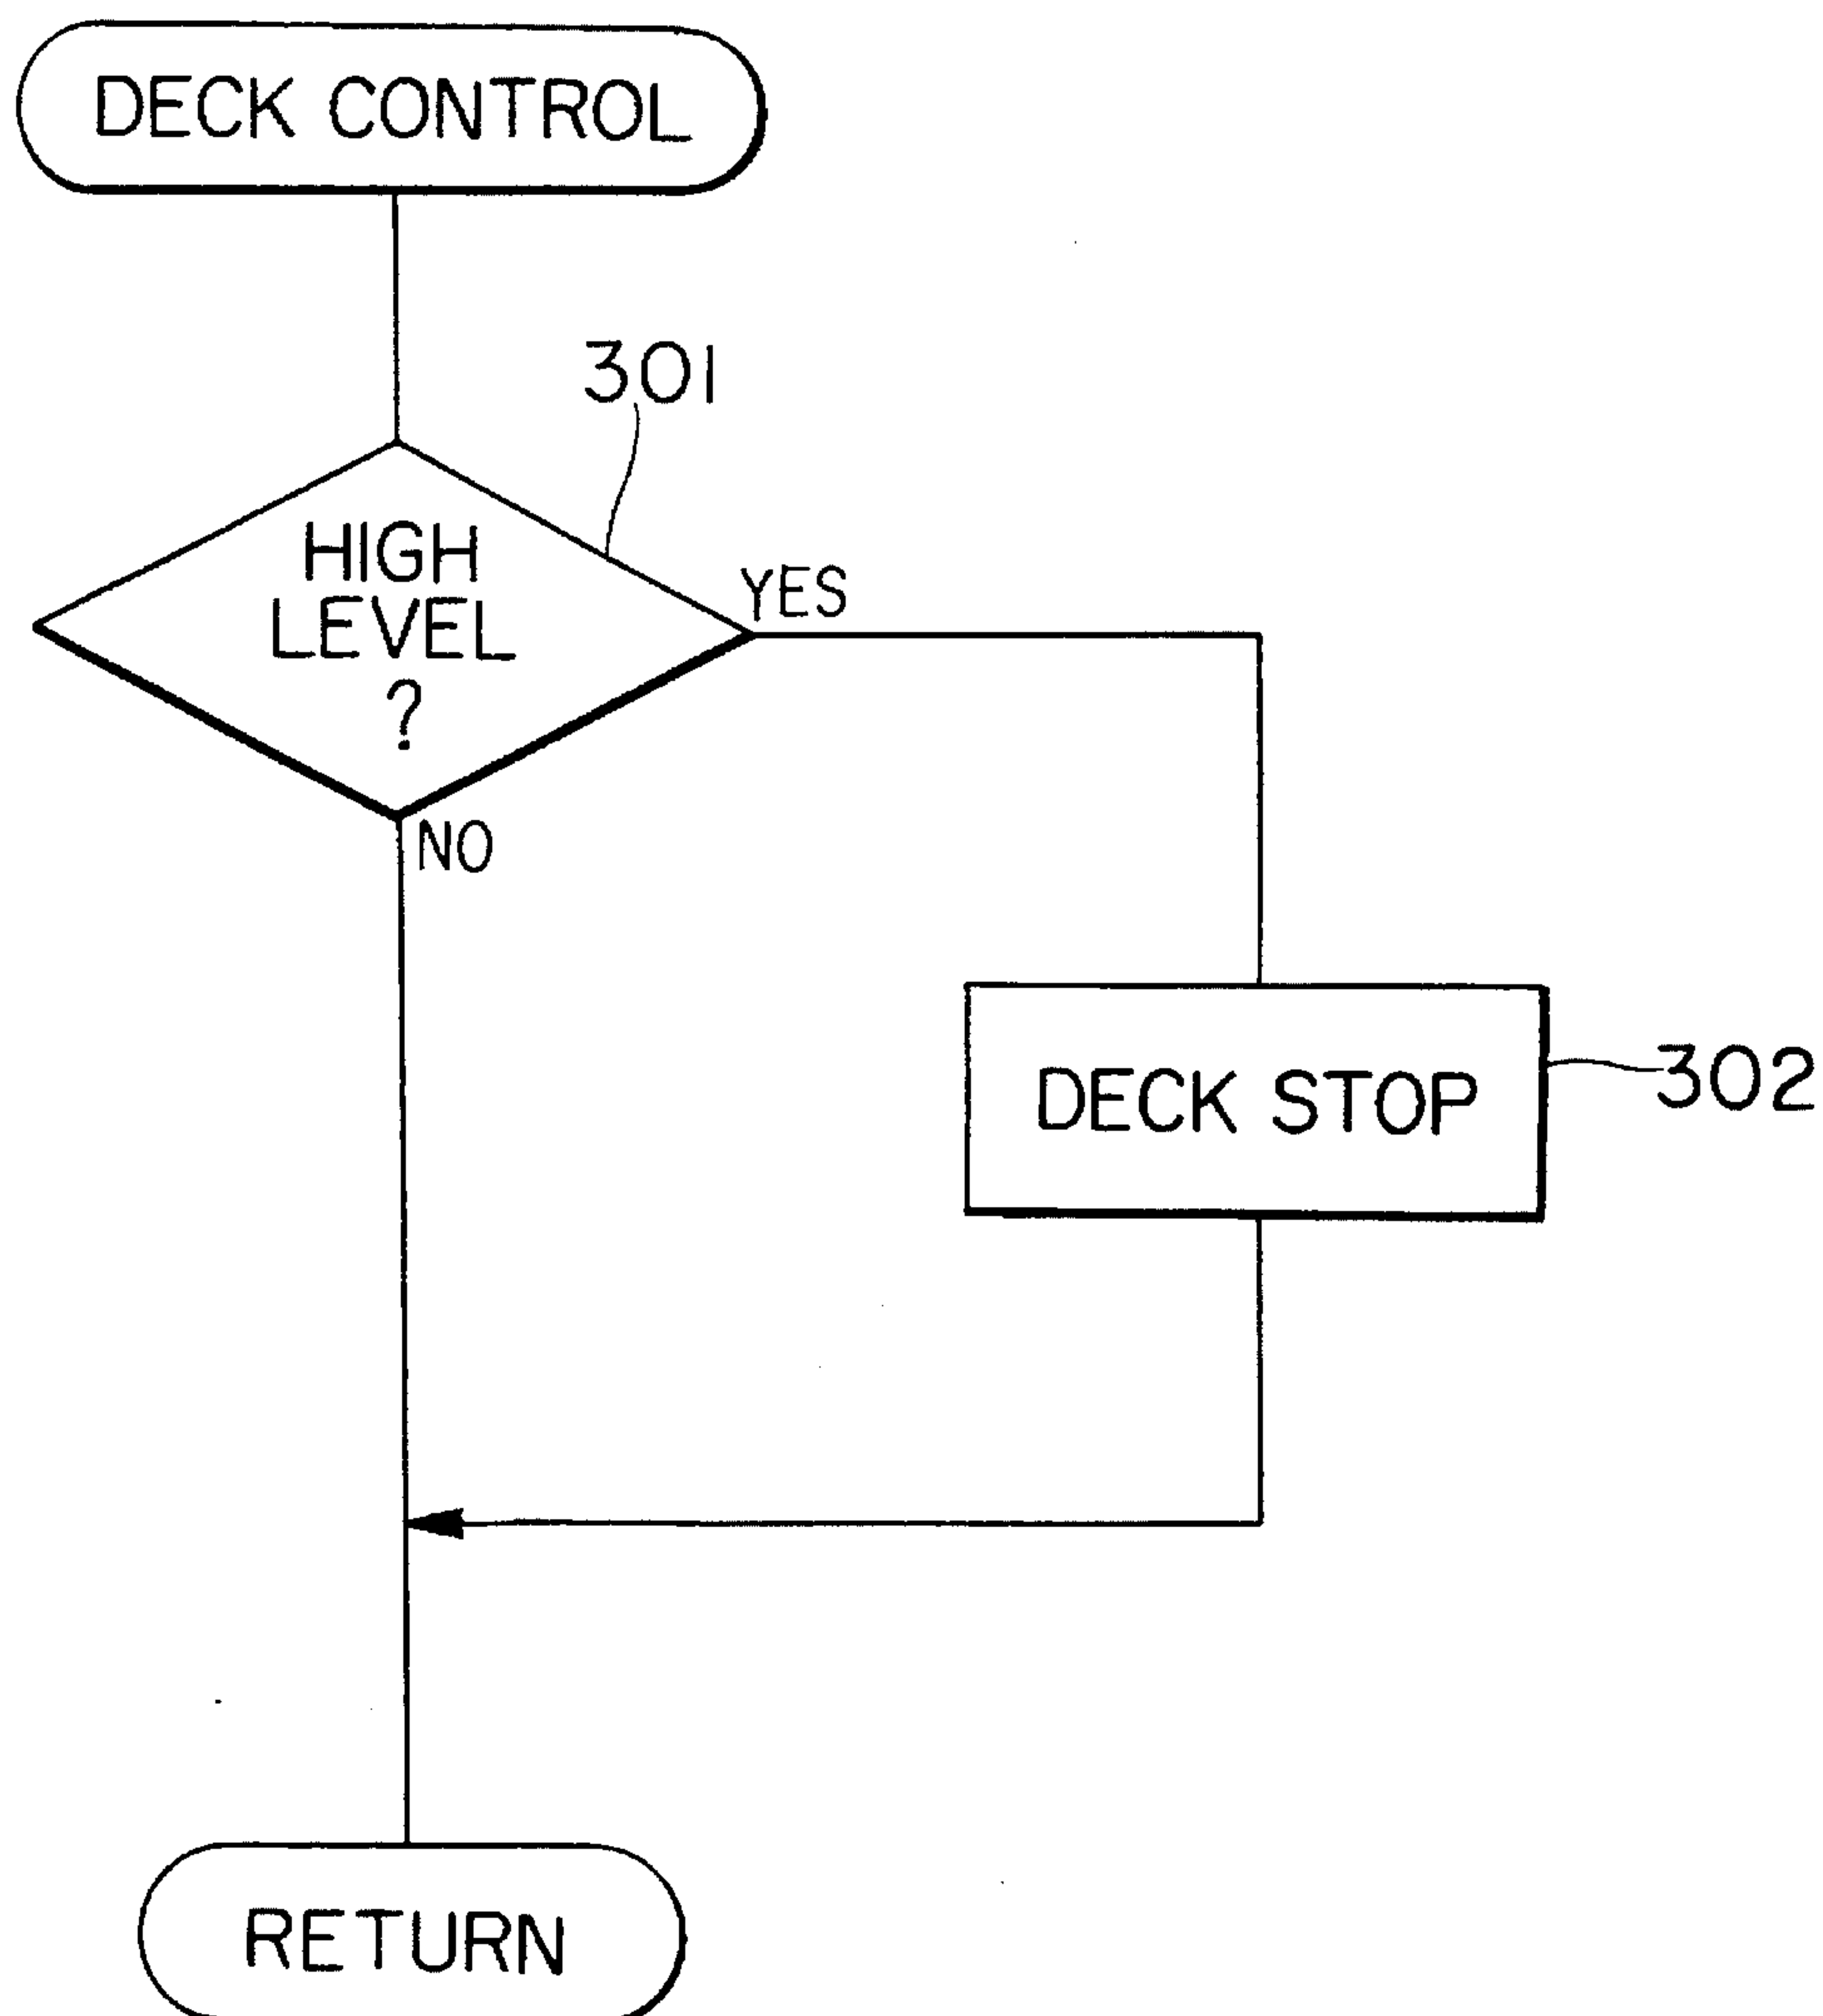 DECK CONTROL
301
HIGH
LEVEL
?
YES
NO
DECK STOP
302
RETURN